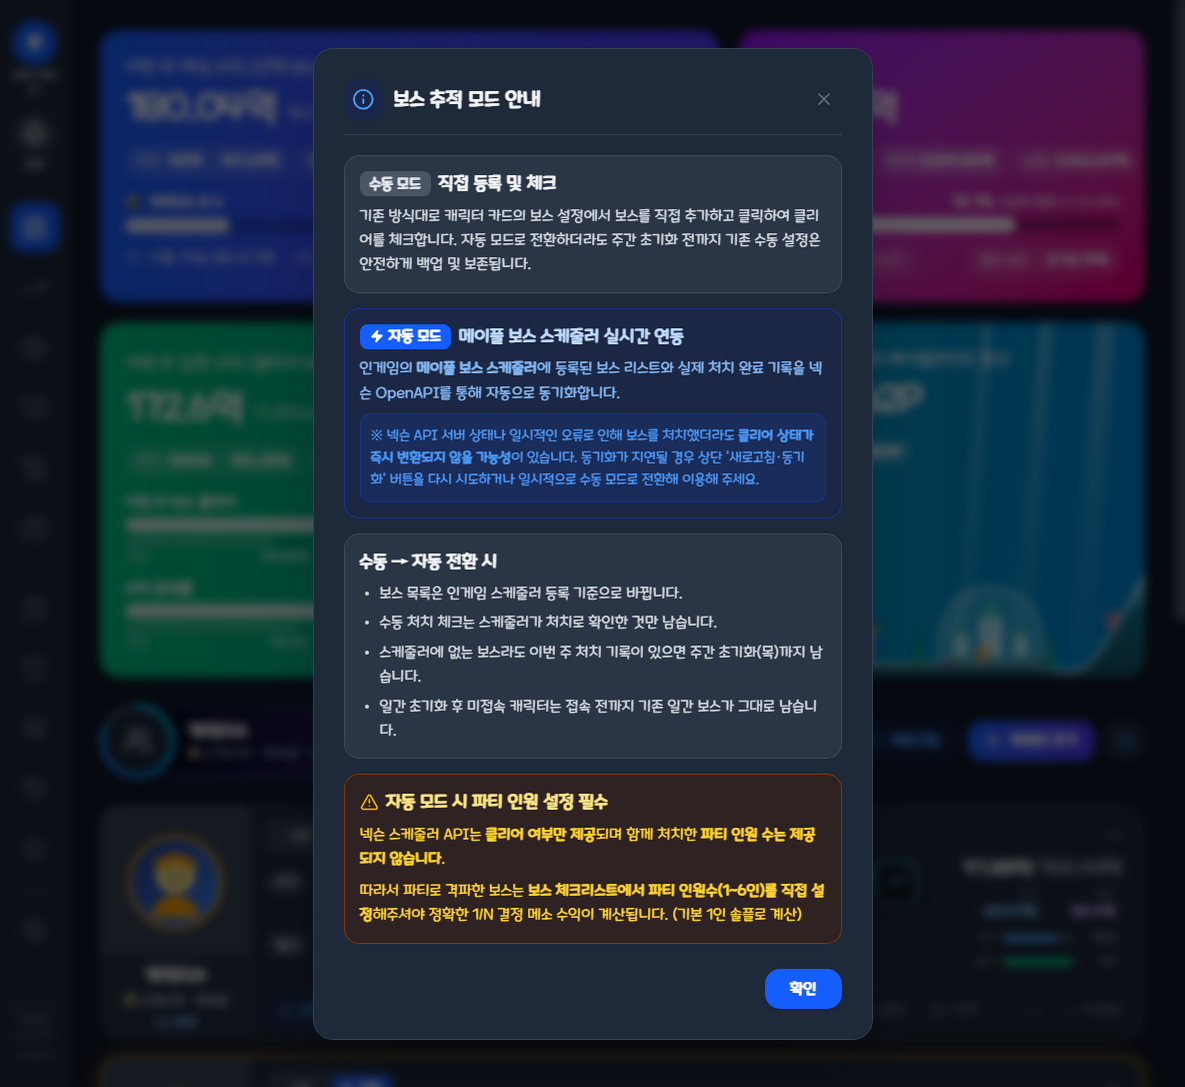 보스 추적 모드 안내
수동 모드 직접 등록 및 체크
기존 방식대로 캐릭터 카드의 보스 설정에서 보스를 직접 추가하고 클릭하여 클리
어를 체크합니다. 자동 모드로 전환하더라도 주간 초기화 전까지 기존 수동 설정은
안전하게 백업 및 보존됩니다.
자동 모드 메이플 보스 스케줄러 실시간 연동
인게임의 메이플 보스 스케줄러에 등록된 보스 리스트와 실제 처치 완료 기록을 넥
슨 OpenAPI를 통해 자동으로 동기화합니다.
※ 넥슨 API 서버 상태나 일시적인 오류로 인해 보스를 처치했더라도 클리어 상태가
즉시 변환되지 않을 가능성이 있습니다. 동기화가 지연될 경우 상단 '새로고침·동기
화' 버튼을 다시 시도하거나 일시적으로 수동 모드로 전환해 이용해 주세요.
수동 → 자동 전환 시
• 보스 목록은 인게임 스케줄러 등록 기준으로 바뀝니다.
• 수동 처치 체크는 스케줄러가 처치로 확인한 것만 남습니다.
• 스케줄러에 없는 보스라도 이번 주 처치 기록이 있으면 주간 초기화(목)까지 남
습니다.
• 일간 초기화 후 미접속 캐릭터는 접속 전까지 기존 일간 보스가 그대로 남습니
다.
자동 모드 시 파티 인원 설정 필수
넥슨 스케줄러 API는 클리어 여부만 제공되며 함께 처치한 파티 인원 수는 제공
되지 않습니다.
따라서 파티로 격파한 보스는 보스 체크리스트에서 파티 인원수(1~6인)를 직접 설
정해주셔야 정확한 1/N 결정 메소 수익이 계산됩니다. (기본 1인 솔플로 계산)
확인
180.04억
172.6억